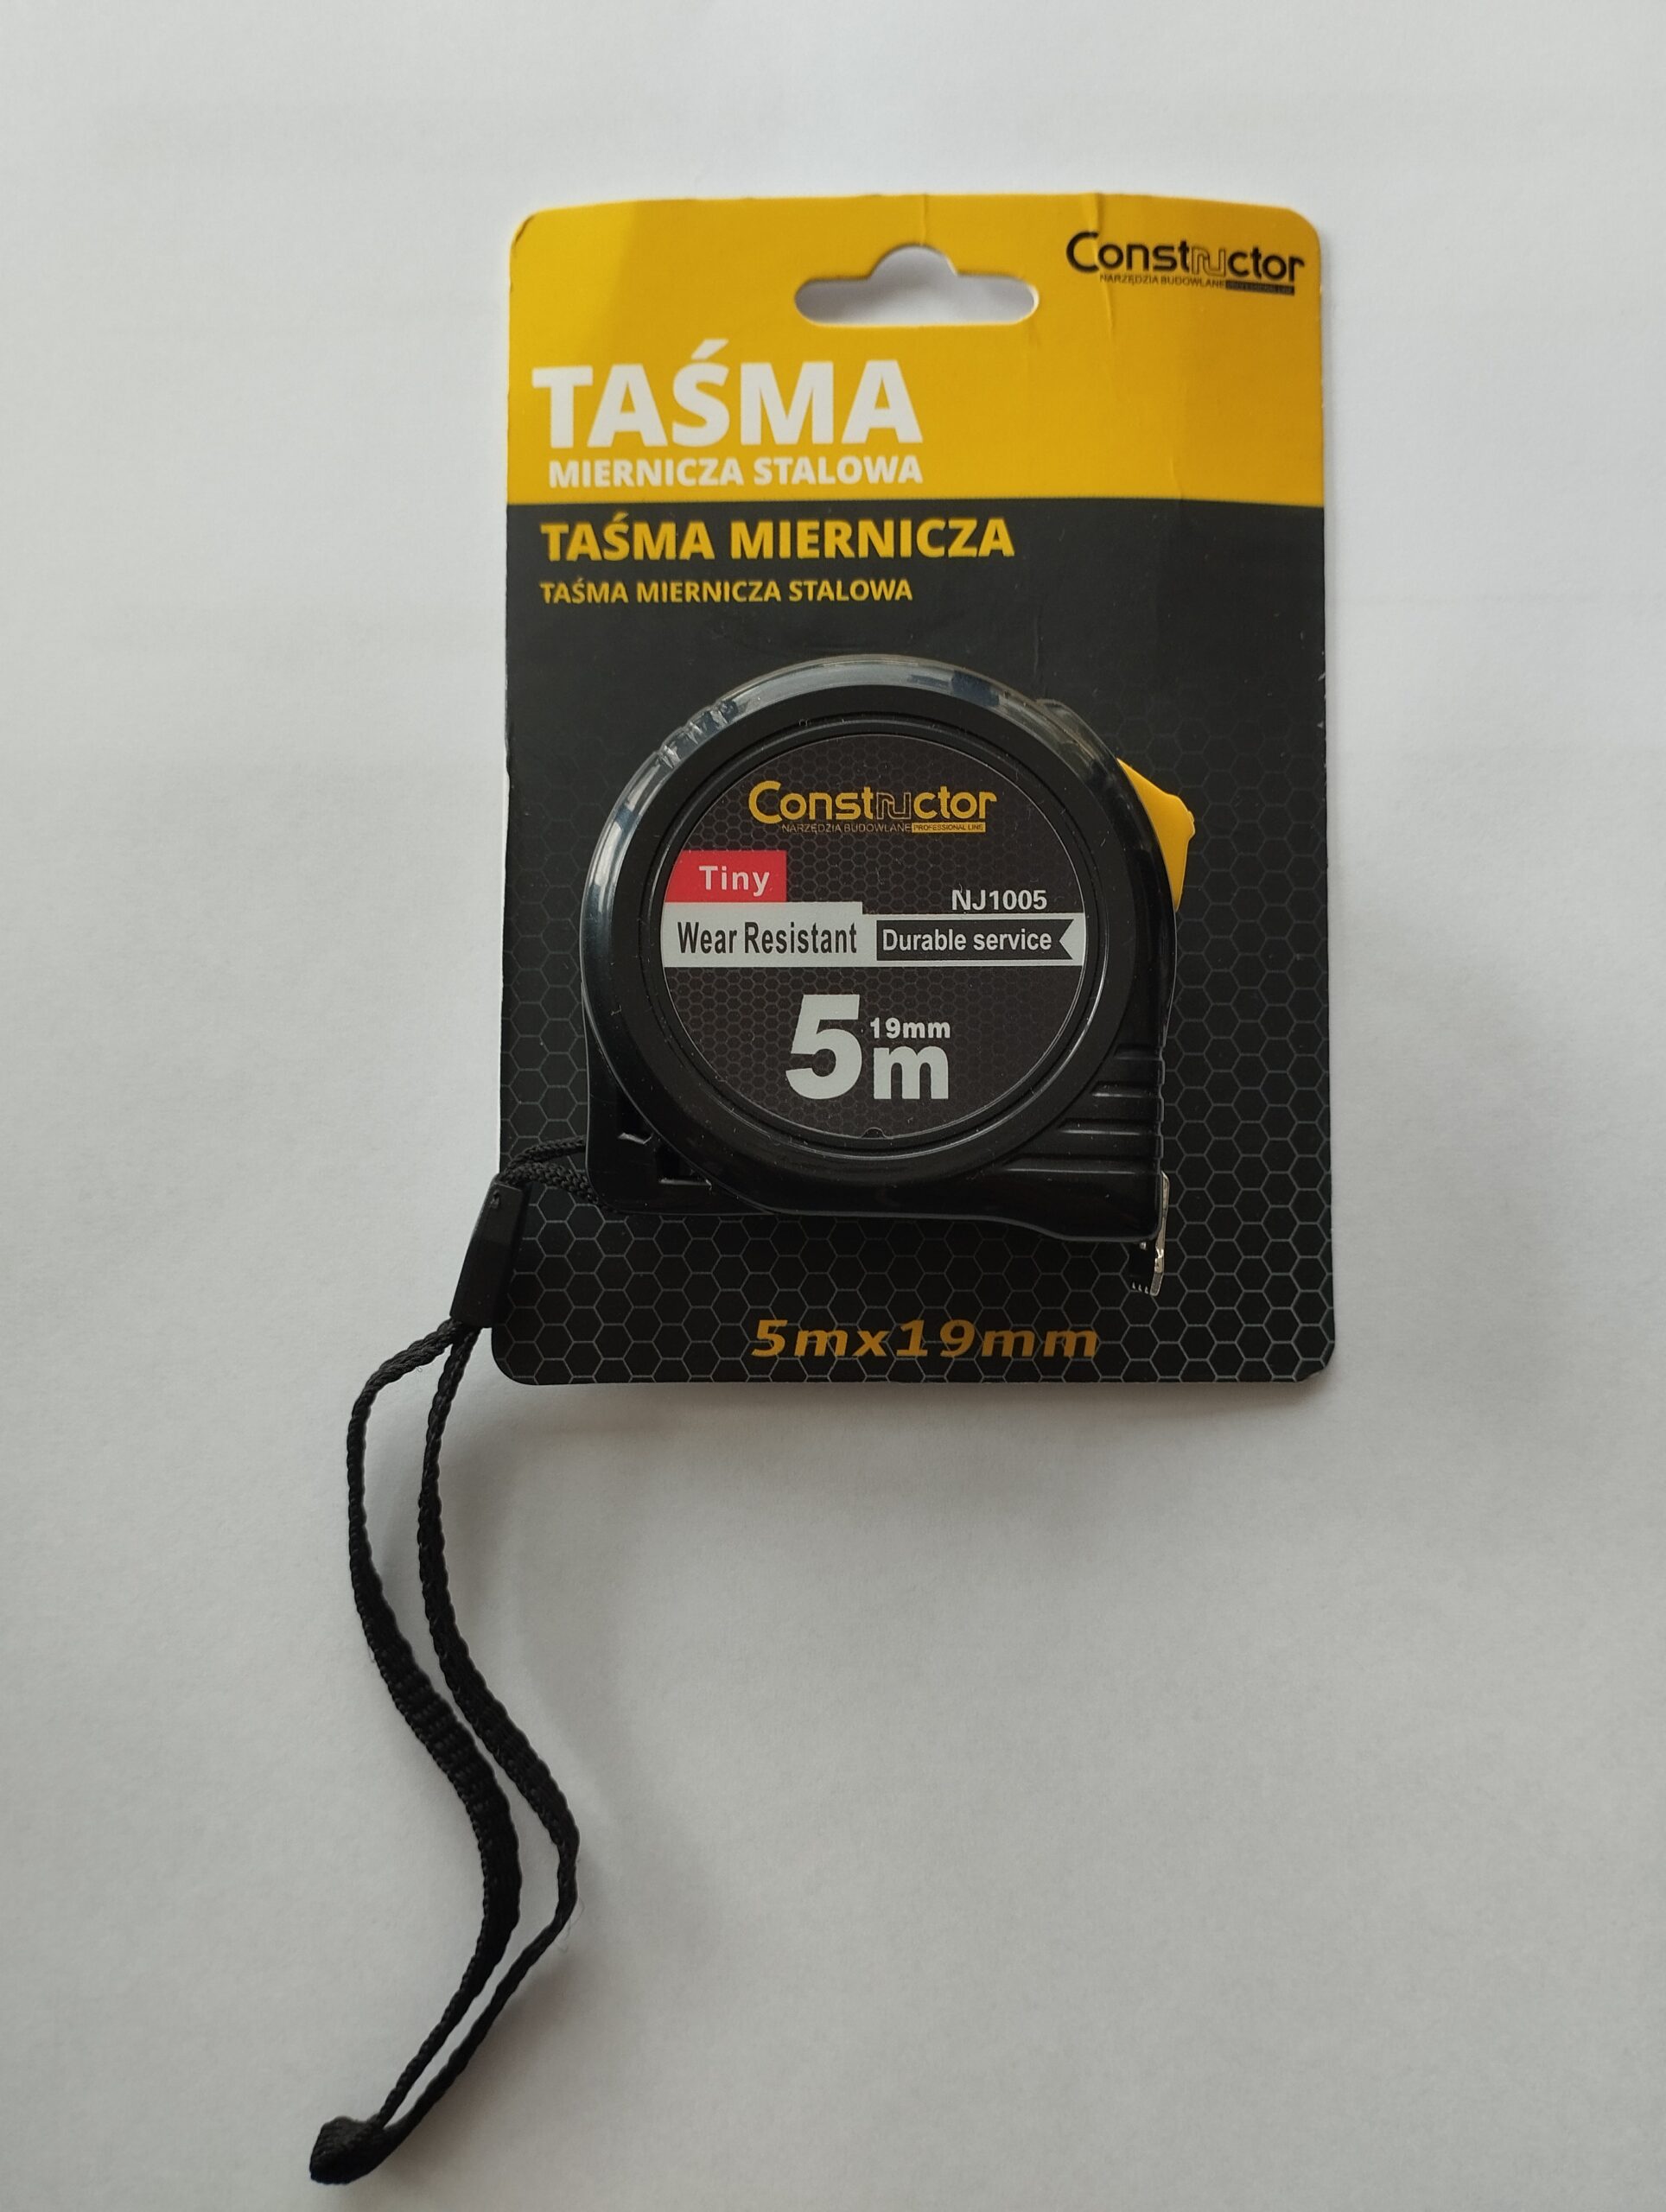 Constructor
NARZĘDZIA BUDOWLANE PROFESSIONAL LINE
TAŚMA
MIERNICZA STALOWA
TAŚMA MIERNICZA
TAŚMA MIERNICZA STALOWA
Constructor
NARZĘDZIA BUDOWLANE PROFESSIONAL LINE
Tiny
NJ1005
Wear Resistant Durable service
19mm
5m
5mx19mm